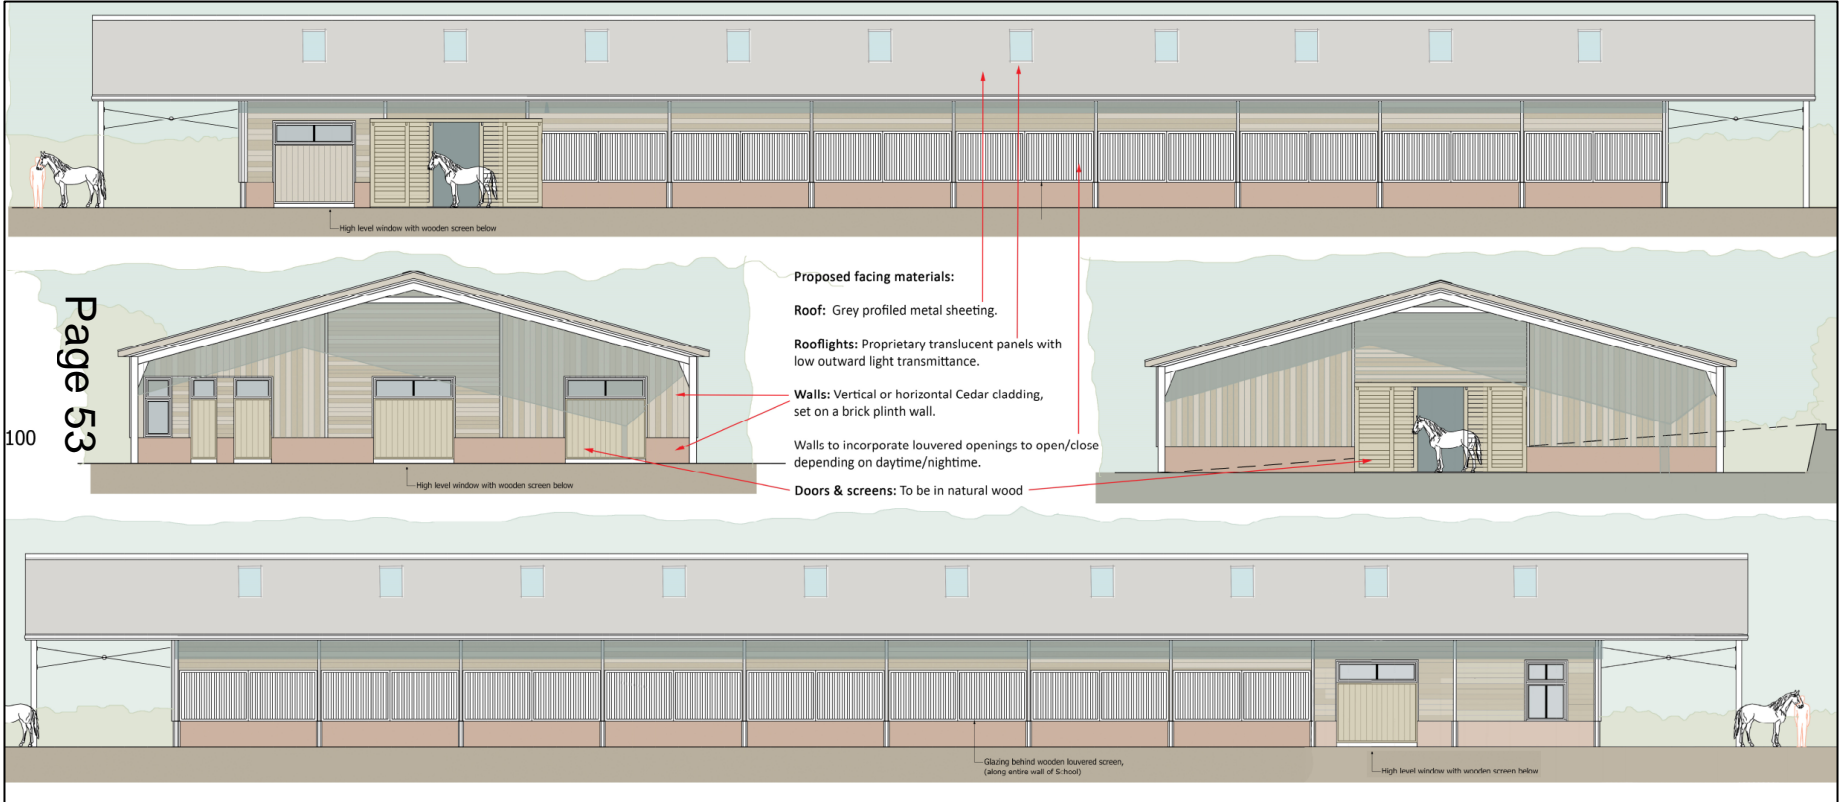 High level window with wooden screen below
Proposed facing materials:
Roof: Grey profiled metal sheeting.
Rooflights: Proprietary translucent panels with
low outward light transmittance.
Walls: Vertical or horizontal Cedar cladding,
set on a brick plinth wall.
Walls to incorporate louvered openings to open/close
depending on daytime/nightime.
Doors & screens: To be in natural wood
Page 53
100
High level window with wooden screen below
Glazing behind wooden louvered screen,
(along entire wall of School)
High level window with wooden screen below